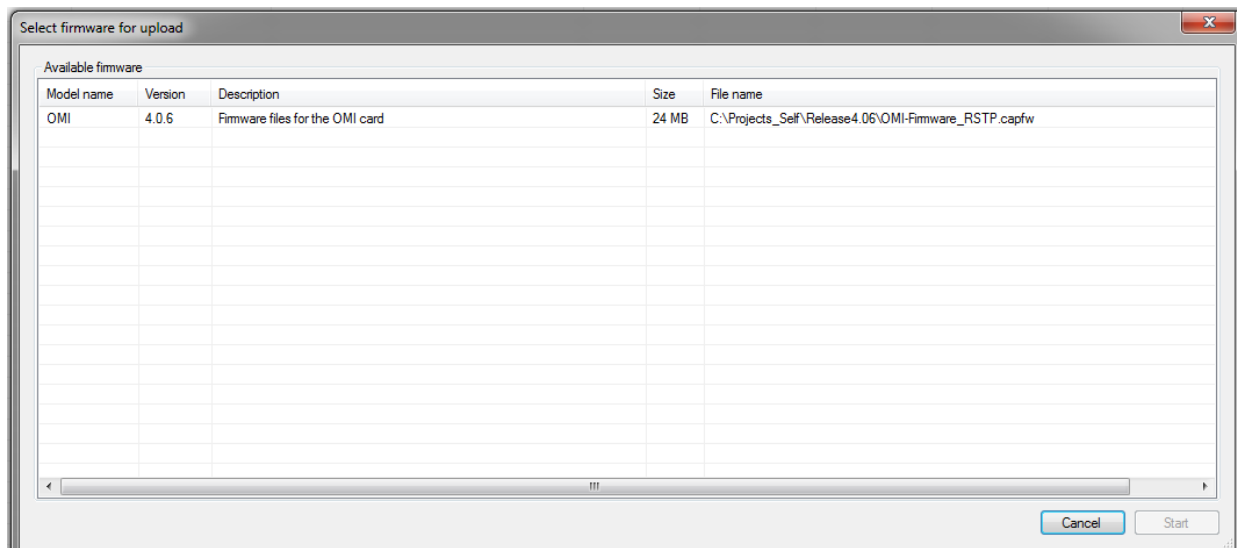 Select firmware for upload
Available firmware
Model name Version Description Size File name
OMI 4.0.6 Firmware files for the OMI card 24 MB C:\Projects_Self\Release4.06\OMI-Firmware_RSTP.capfw
Cancel Start